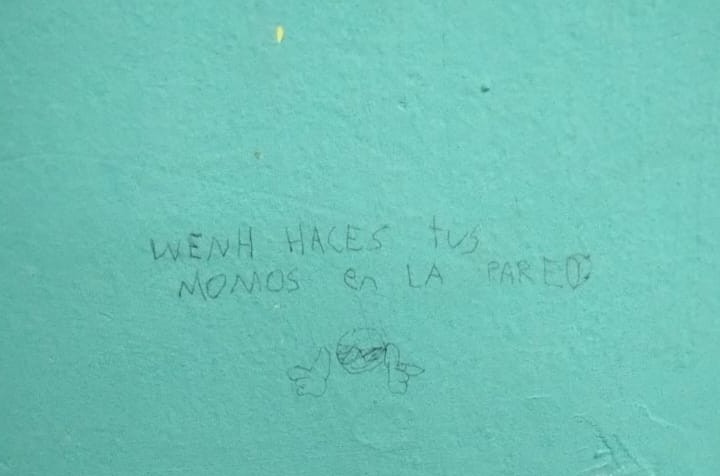 WENH HACES tus
MOMOS en LA PARED